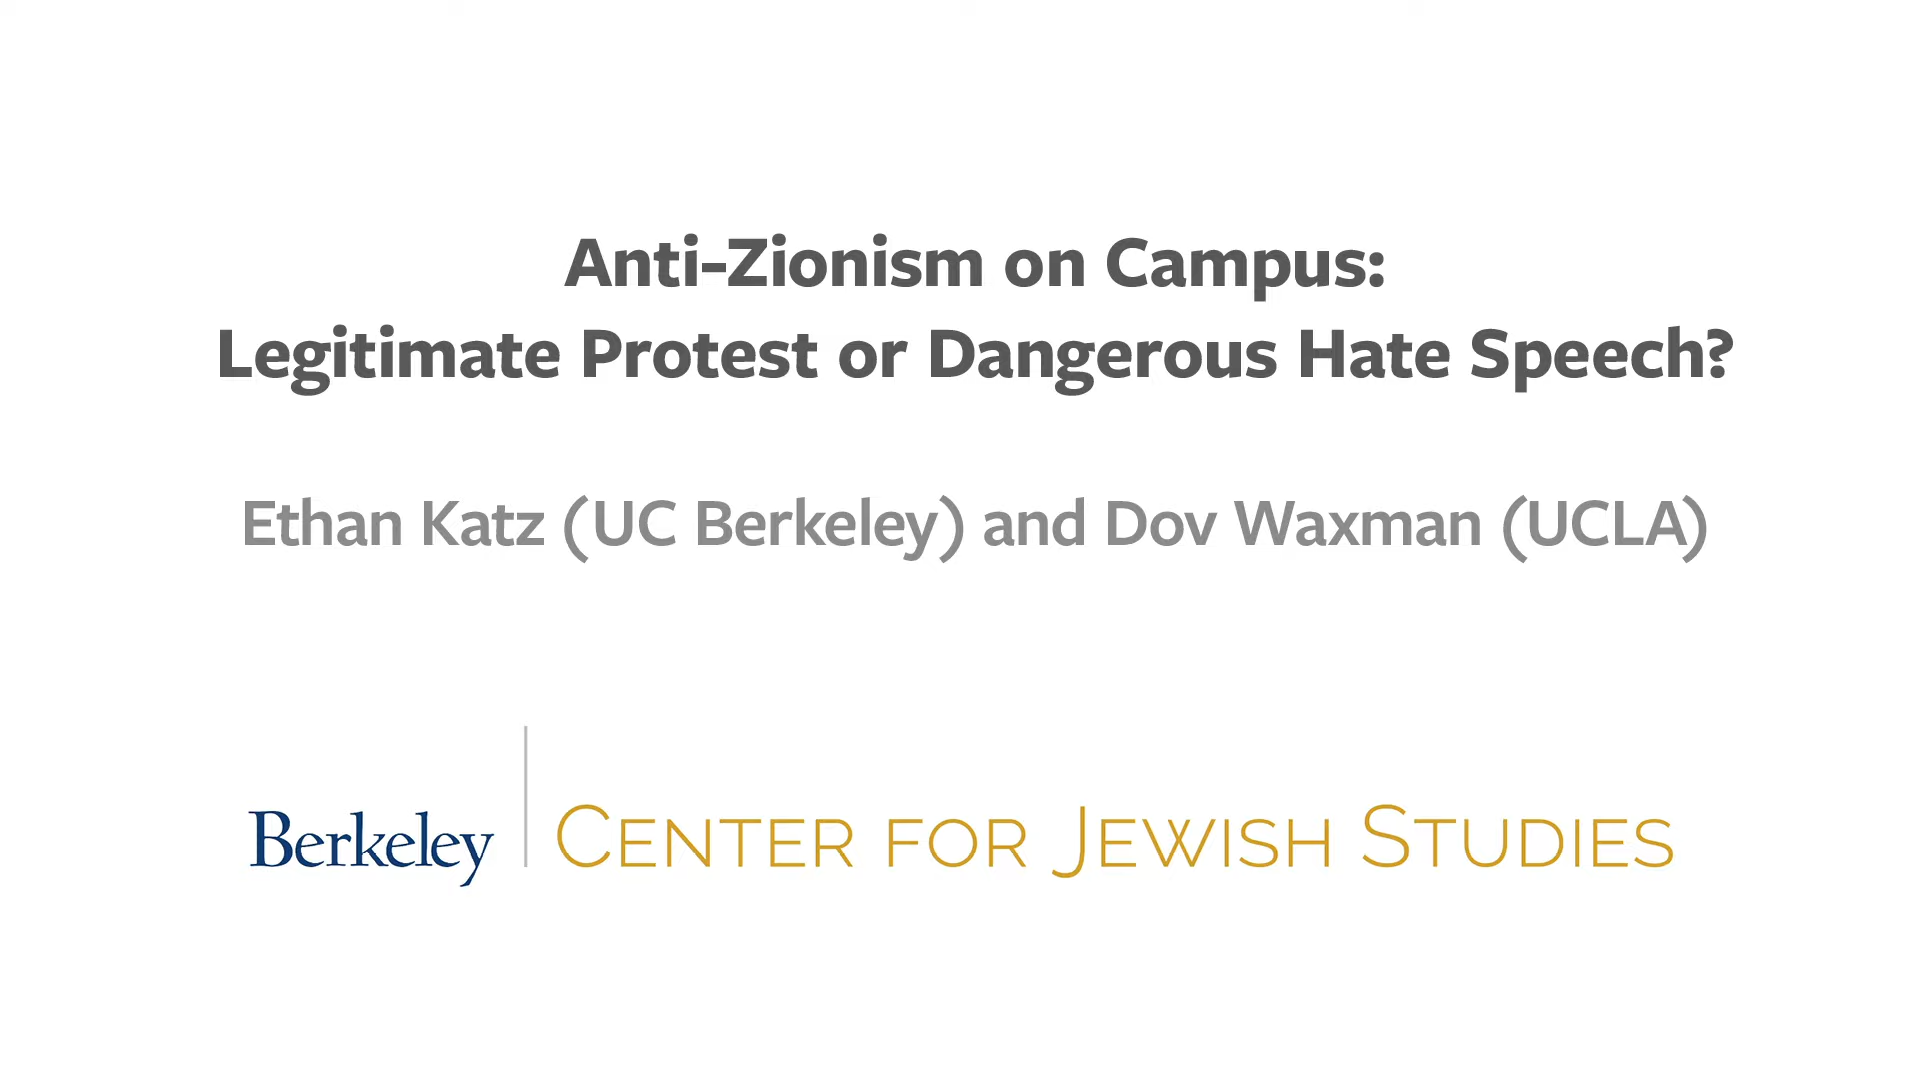 Anti-Zionism on Campus:
Legitimate Protest or Dangerous Hate Speech?
Ethan Katz (UC Berkeley) and Dov Waxman (UCLA)
Berkeley CENTER FOR JEWISH STUDIES